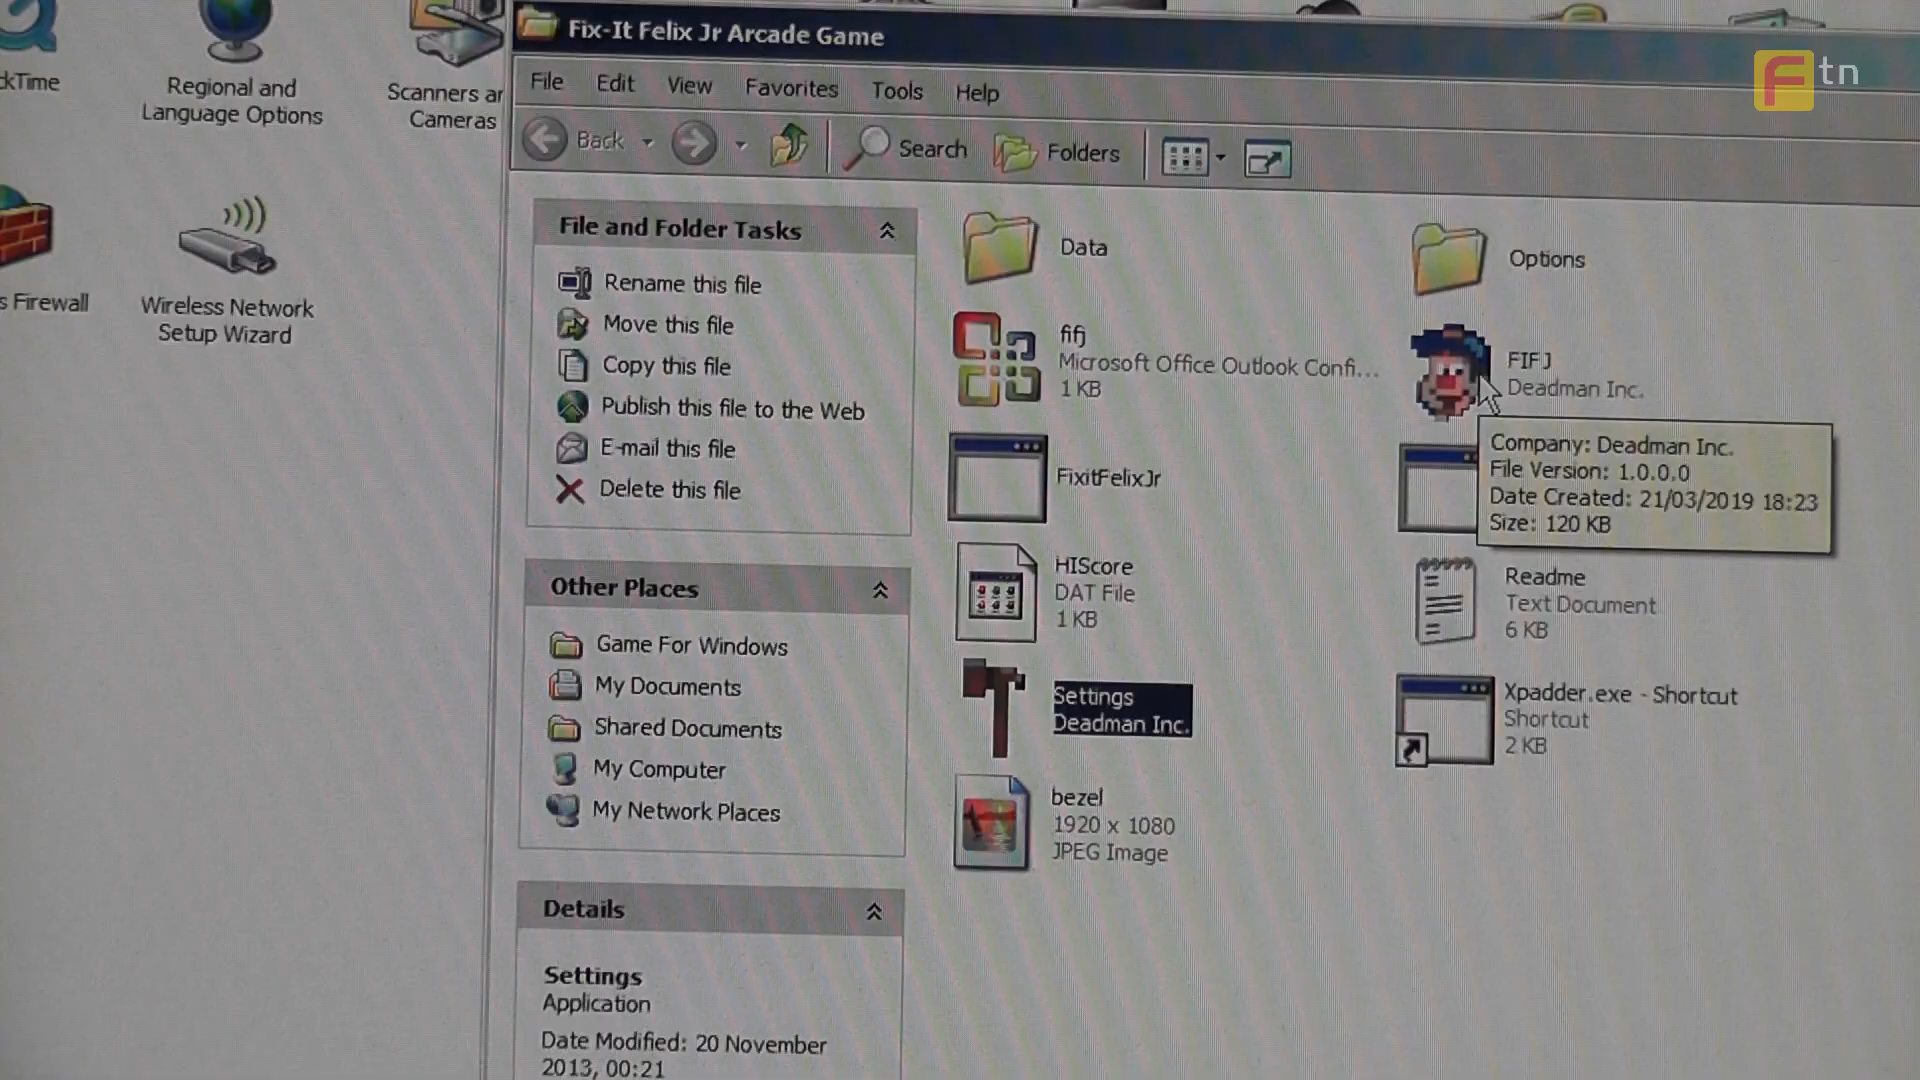 Fix-It Felix Jr Arcade Game
Ftn
File Edit View Favorites Tools Help
Back Search Folders
Regional and
Language Options
Scanners
Cameras
Firewall
Wireless Network
Setup Wizard
File and Folder Tasks
Rename this file
Move this file
Copy this file
Publish this file to the Web
E-mail this file
Delete this file
Other Places
Game For Windows
My Documents
Shared Documents
My Computer
My Network Places
Details
Settings
Application
Date Modified: 20 November
2013, 00:21
Data
Options
fifj
Microsoft Office Outlook Confi...
1 KB
FIFJ
Deadman Inc.
Company: Deadman Inc.
File Version: 1.0.0.0
Date Created: 21/03/2019 18:23
Size: 120 KB
FixitFelixJr
HIScore
DAT File
1 KB
Readme
Text Document
6 KB
Settings
Deadman Inc.
Xpadder.exe - Shortcut
Shortcut
2 KB
bezel
1920 x 1080
JPEG Image